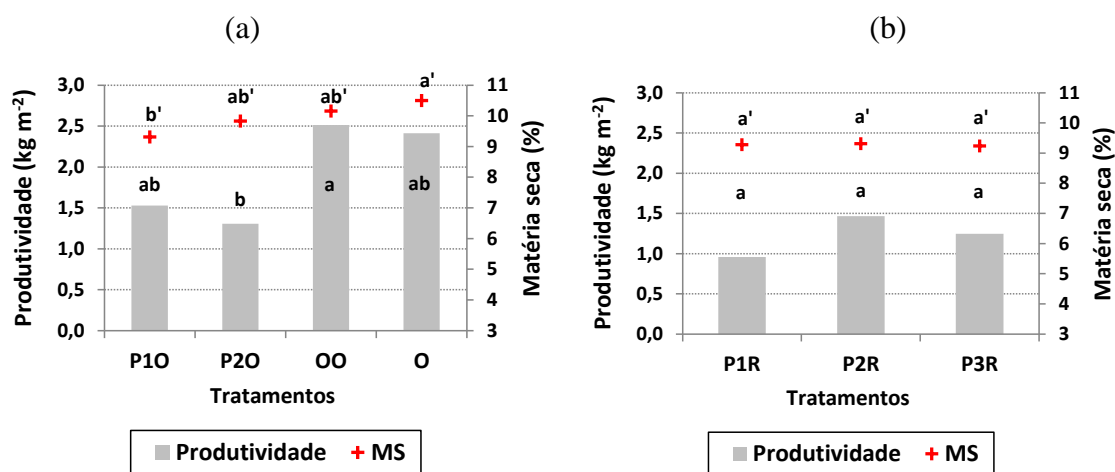 (a)
b' ab' ab' a'
ab b a ab
3,0
2,5
2,0
1,5
1,0
0,5
0,0
11
10
9
8
7
6
5
4
3
Produtividade (kg m⁻²)
Matéria seca (%)
P1O P2O OO O
Tratamentos
Produtividade MS
(b)
a' a' a'
a a a
3,0
2,5
2,0
1,5
1,0
0,5
0,0
11
10
9
8
7
6
5
4
3
Produtividade (kg m⁻²)
Matéria seca (%)
P1R P2R P3R
Tratamentos
Produtividade MS